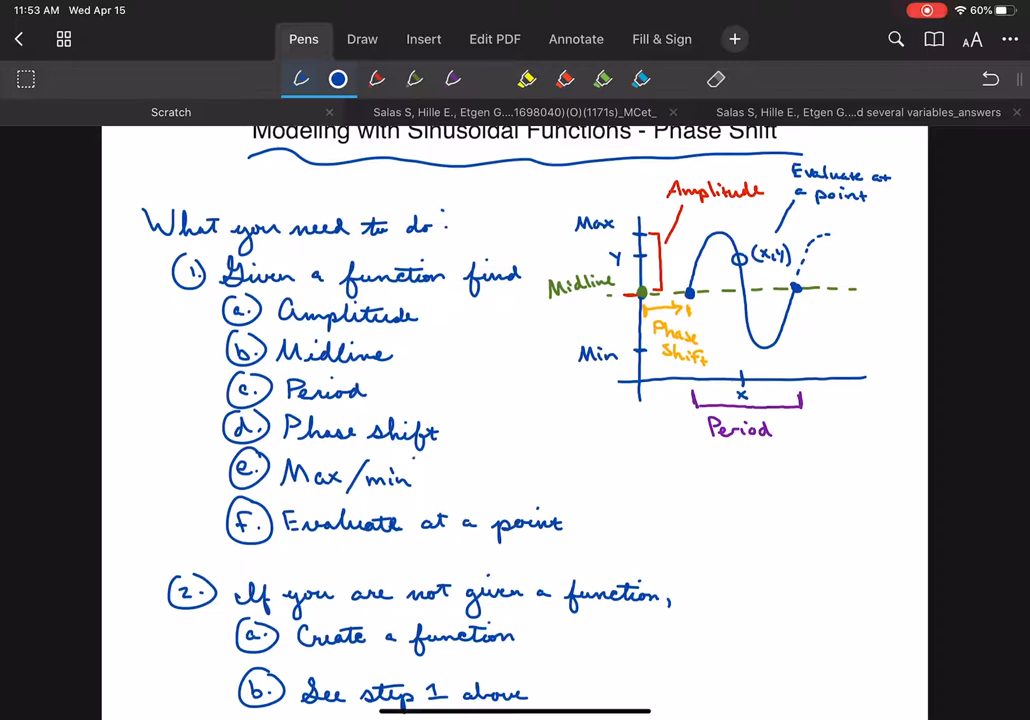 11:53 AM Wed Apr 15
60%
Pens Draw Insert Edit PDF Annotate Fill & Sign
AA
Scratch
Salas S, Hille E., Etgen G....1698040)(O)(1171s)_MCet_
Salas S, Hille E., Etgen G....d several variables_answers
Modeling with Sinusoidal Functions - Phase Shift
What you need to do:
1. Given a function find
a. Amplitude
b. Midline
c. Period
d. Phase shift
e. Max/min
f. Evaluate at a point
2. If you are not given a function,
a. Create a function
b. See step 1 above
Evaluate at
a point
Amplitude
Max
Y
(x,y)
Midline
Phase
shift
Min
x
Period